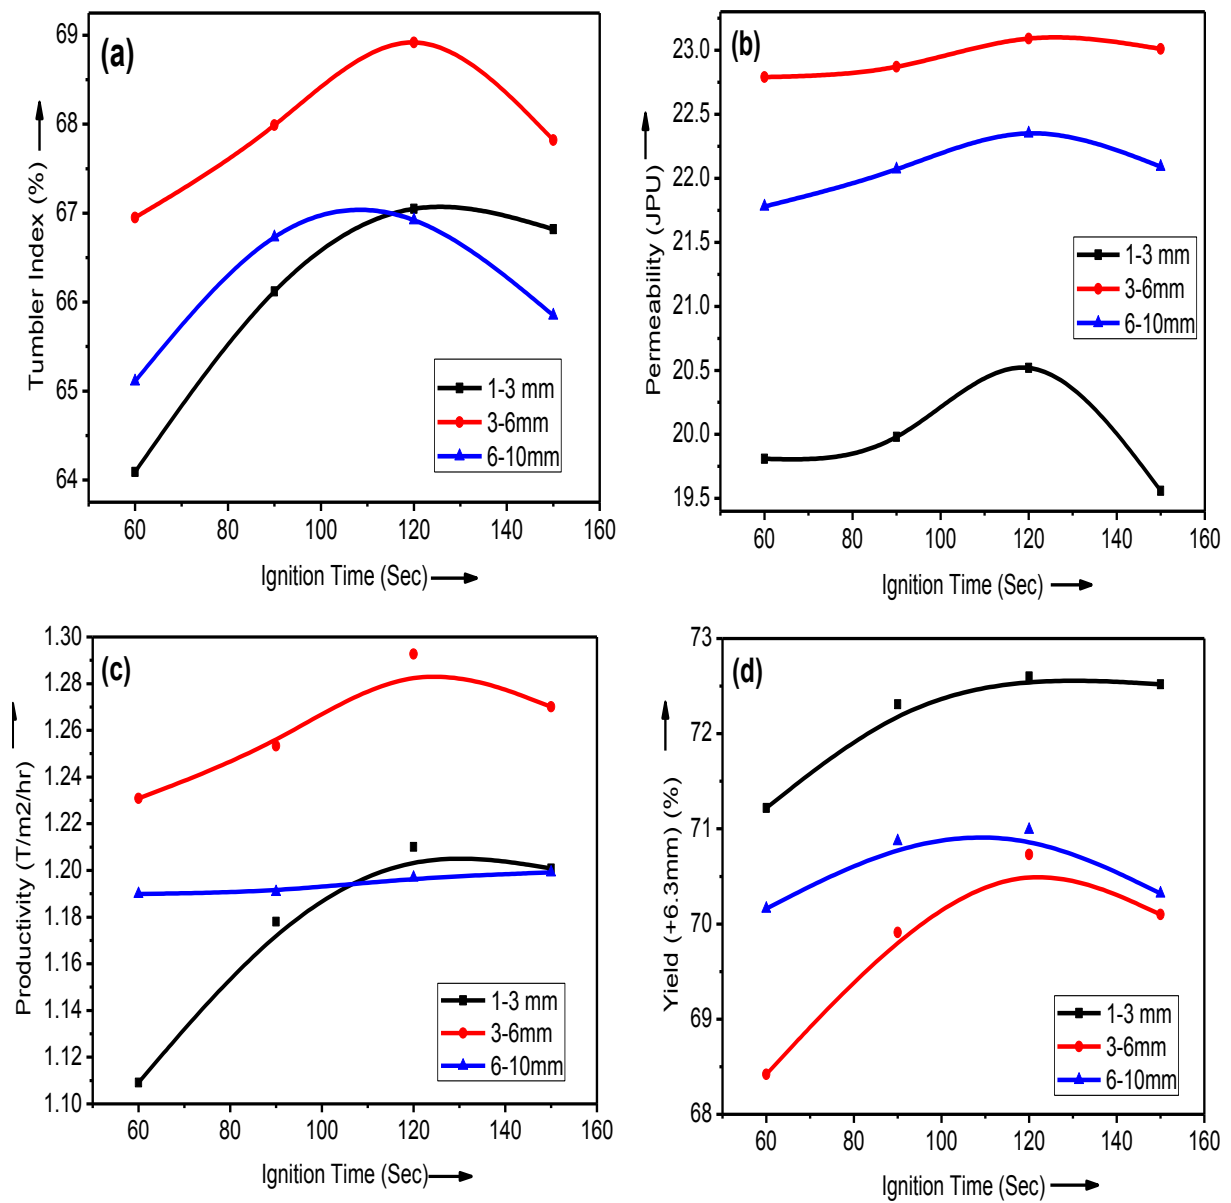 (a)
69
68
67
66
65
64
Tumbler Index (%)
1-3 mm
3-6mm
6-10mm
60 80 100 120 140 160
Ignition Time (Sec)
(b)
23.0
22.5
22.0
21.5
21.0
20.5
20.0
19.5
Permeability (JPU)
1-3 mm
3-6mm
6-10mm
60 80 100 120 140 160
Ignition Time (Sec)
(c)
1.30
1.28
1.26
1.24
1.22
1.20
1.18
1.16
1.14
1.12
1.10
Productivity (T/m2/hr)
1-3 mm
3-6mm
6-10mm
60 80 100 120 140 160
Ignition Time (Sec)
(d)
73
72
71
70
69
68
Yield (+6.3mm) (%)
1-3 mm
3-6mm
6-10mm
60 80 100 120 140 160
Ignition Time (Sec)